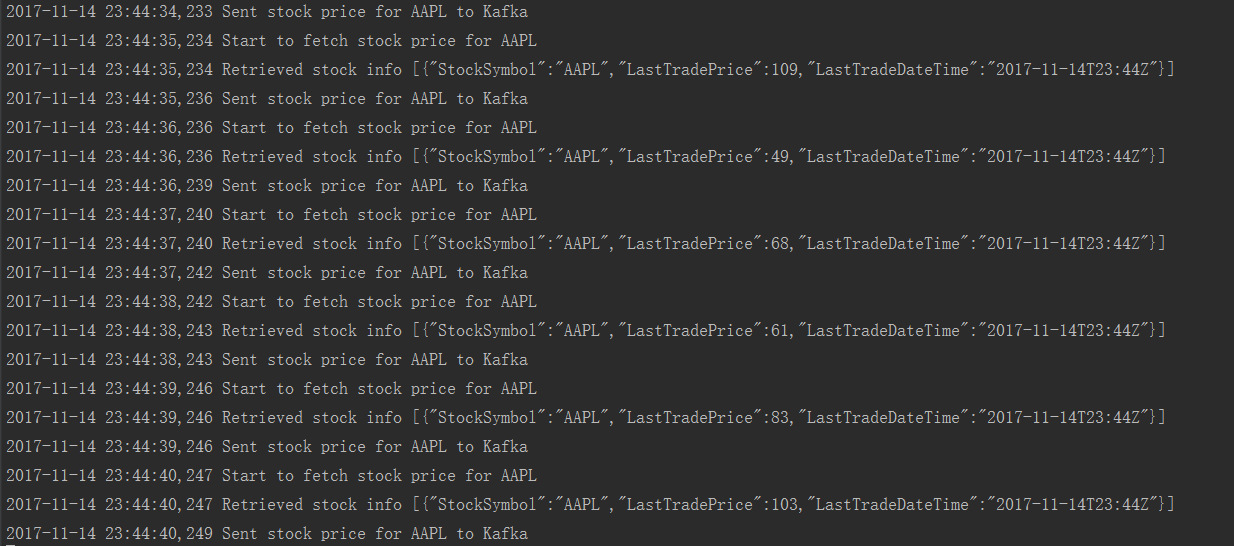 2017-11-14 23:44:34,233 Sent stock price for AAPL to Kafka
2017-11-14 23:44:35,234 Start to fetch stock price for AAPL
2017-11-14 23:44:35,234 Retrieved stock info [{"StockSymbol":"AAPL","LastTradePrice":109,"LastTradeDateTime":"2017-11-14T23:44Z"}]
2017-11-14 23:44:35,236 Sent stock price for AAPL to Kafka
2017-11-14 23:44:36,236 Start to fetch stock price for AAPL
2017-11-14 23:44:36,236 Retrieved stock info [{"StockSymbol":"AAPL","LastTradePrice":49,"LastTradeDateTime":"2017-11-14T23:44Z"}]
2017-11-14 23:44:36,239 Sent stock price for AAPL to Kafka
2017-11-14 23:44:37,240 Start to fetch stock price for AAPL
2017-11-14 23:44:37,240 Retrieved stock info [{"StockSymbol":"AAPL","LastTradePrice":68,"LastTradeDateTime":"2017-11-14T23:44Z"}]
2017-11-14 23:44:37,242 Sent stock price for AAPL to Kafka
2017-11-14 23:44:38,242 Start to fetch stock price for AAPL
2017-11-14 23:44:38,243 Retrieved stock info [{"StockSymbol":"AAPL","LastTradePrice":61,"LastTradeDateTime":"2017-11-14T23:44Z"}]
2017-11-14 23:44:38,243 Sent stock price for AAPL to Kafka
2017-11-14 23:44:39,246 Start to fetch stock price for AAPL
2017-11-14 23:44:39,246 Retrieved stock info [{"StockSymbol":"AAPL","LastTradePrice":83,"LastTradeDateTime":"2017-11-14T23:44Z"}]
2017-11-14 23:44:39,246 Sent stock price for AAPL to Kafka
2017-11-14 23:44:40,247 Start to fetch stock price for AAPL
2017-11-14 23:44:40,247 Retrieved stock info [{"StockSymbol":"AAPL","LastTradePrice":103,"LastTradeDateTime":"2017-11-14T23:44Z"}]
2017-11-14 23:44:40,249 Sent stock price for AAPL to Kafka